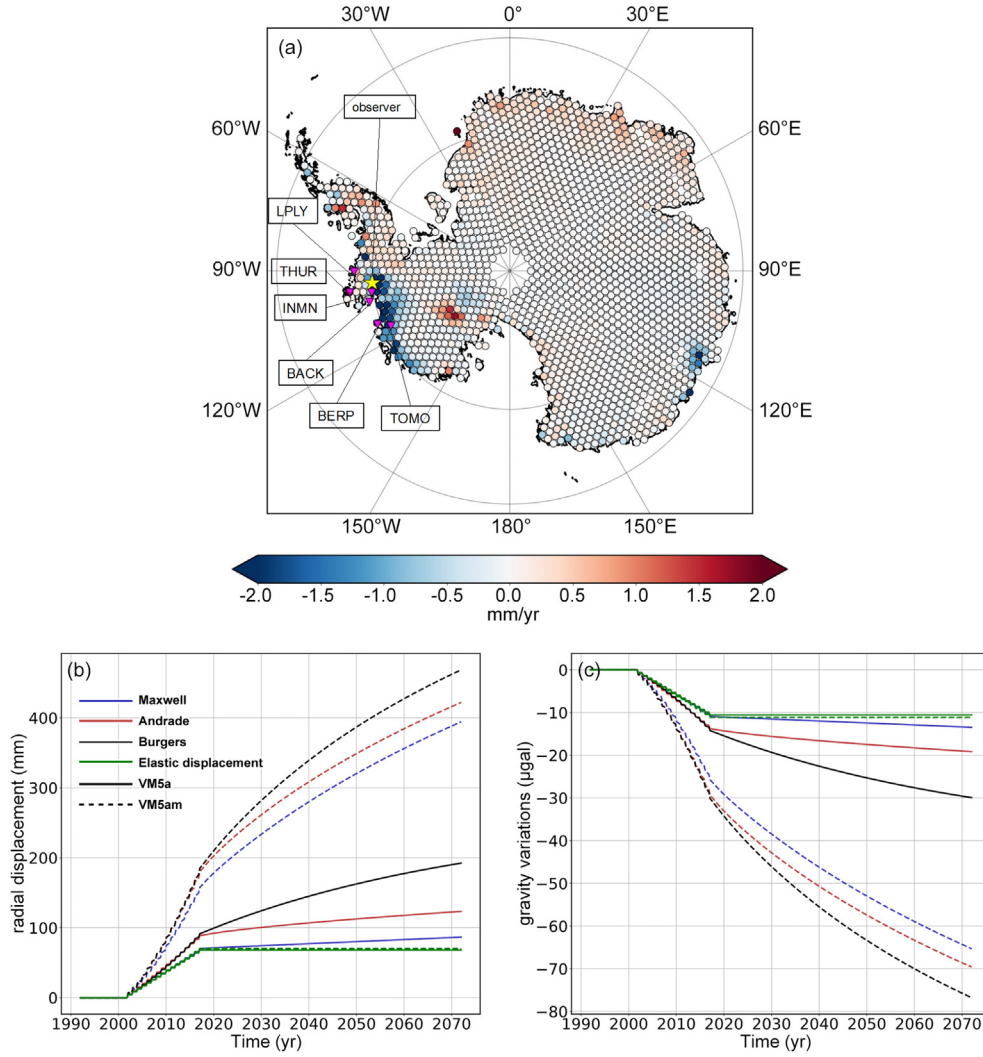 30°W 0° 30°E
(a)
observer
60°W 60°E
LPLY
THUR
90°W 90°E
INMN
BACK
BERP TOMO
120°W 120°E
150°W 180° 150°E
-2.0 -1.5 -1.0 -0.5 0.0 0.5 1.0 1.5 2.0
mm/yr
(b)
radial displacement (mm)
400
300
200
100
0
Maxwell
Andrade
Burgers
Elastic displacement
VM5a
VM5am
1990 2000 2010 2020 2030 2040 2050 2060 2070
Time (yr)
(c)
gravity variations (μgal)
0
−10
−20
−30
−40
−50
−60
−70
−80
1990 2000 2010 2020 2030 2040 2050 2060 2070
Time (yr)